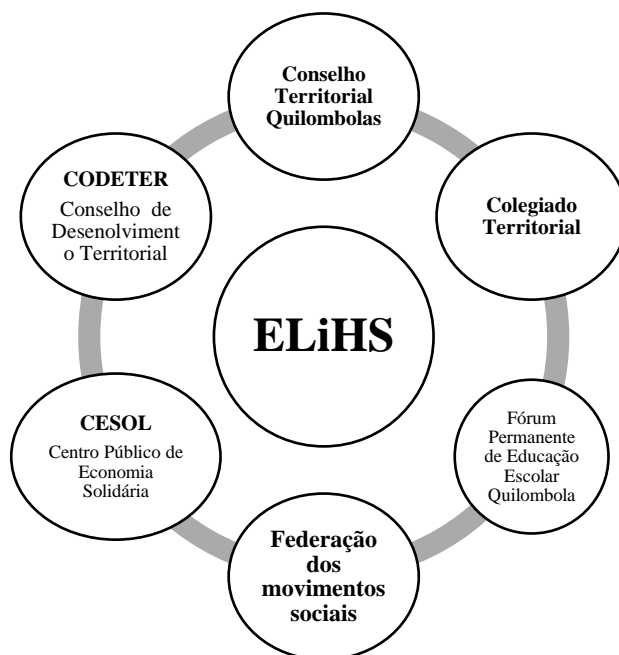 Conselho
Territorial
Quilombolas
CODETER
Conselho de
Desenolviment
o Territorial
Colegiado
Territorial
ELiHS
CESOL
Centro Público de
Economia
Solidária
Fórum
Permanente
de Educação
Escolar
Quilombola
Federação
dos
movimentos
sociais